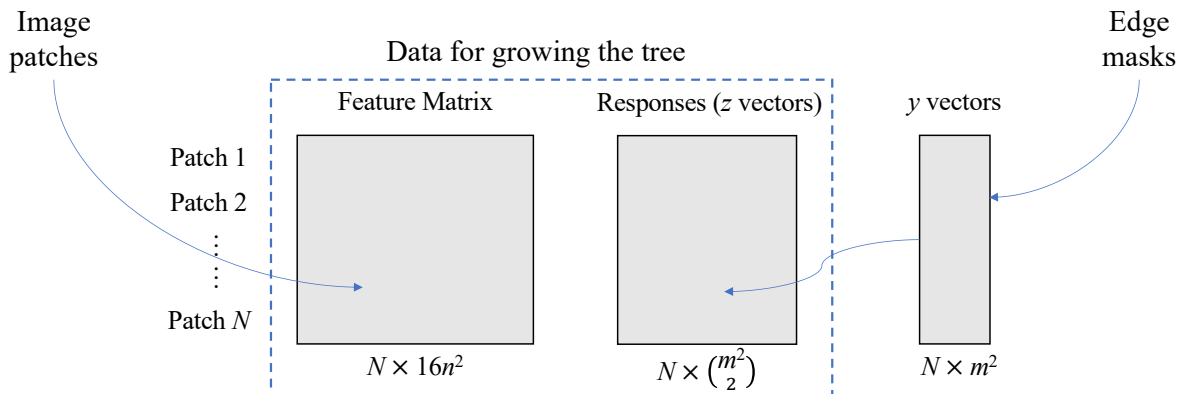 Image
patches
Edge
masks
Data for growing the tree
Feature Matrix
Responses (z vectors)
y vectors
Patch 1
Patch 2
⋮
⋮
Patch N
N × 16n²
N × (m² 2)
N × m²